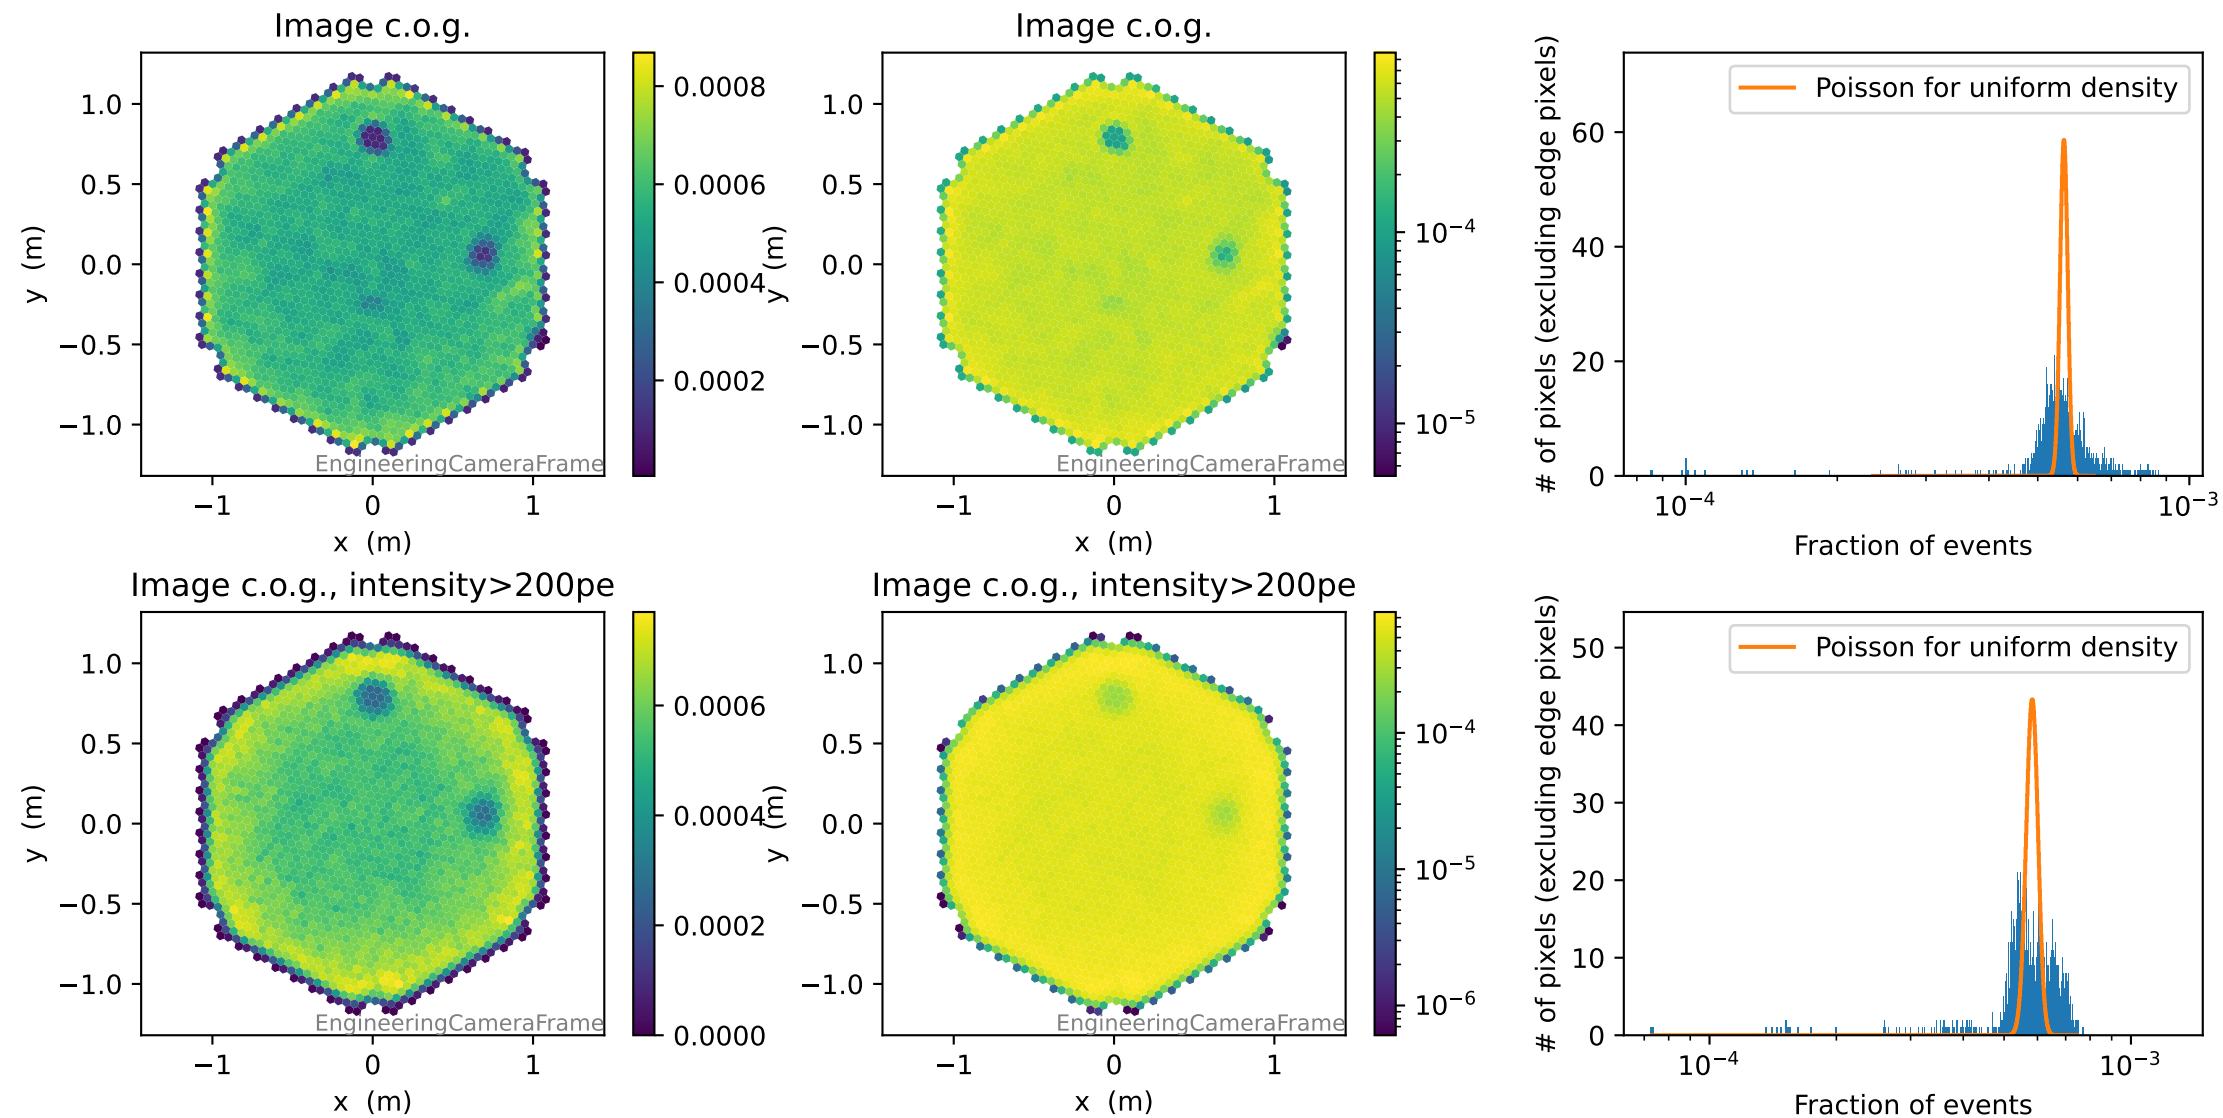 Image c.o.g.
1.0
0.5
0.0
−0.5
−1.0
y (m)
−1
0
1
x (m)
EngineeringCameraFrame
0.0008
0.0006
0.0004
0.0002
Image c.o.g.
1.0
0.5
0.0
−0.5
−1.0
y (m)
−1
0
1
x (m)
EngineeringCameraFrame
10⁻⁴
10⁻⁵
# of pixels (excluding edge pixels)
60
40
20
0
Poisson for uniform density
10⁻⁴
10⁻³
Fraction of events
Image c.o.g., intensity>200pe
1.0
0.5
0.0
−0.5
−1.0
y (m)
−1
0
1
x (m)
EngineeringCameraFrame
0.0006
0.0004
0.0002
0.0000
Image c.o.g., intensity>200pe
1.0
0.5
0.0
−0.5
−1.0
y (m)
−1
0
1
x (m)
EngineeringCameraFrame
10⁻⁴
10⁻⁵
10⁻⁶
# of pixels (excluding edge pixels)
50
40
30
20
10
0
Poisson for uniform density
10⁻⁴
10⁻³
Fraction of events